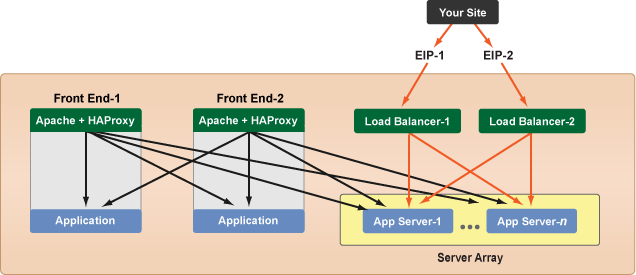 Your Site
EIP-1
EIP-2
Front End-1
Front End-2
Apache + HAProxy
Apache + HAProxy
Load Balancer-1
Load Balancer-2
Application
Application
App Server-1
App Server-n
Server Array